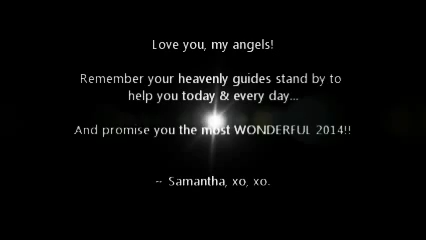 Love you, my angels!
Remember your heavenly guides stand by to
help you today & every day...
And promise you the most WONDERFUL 2014!!
-- Samantha, xo, xo.